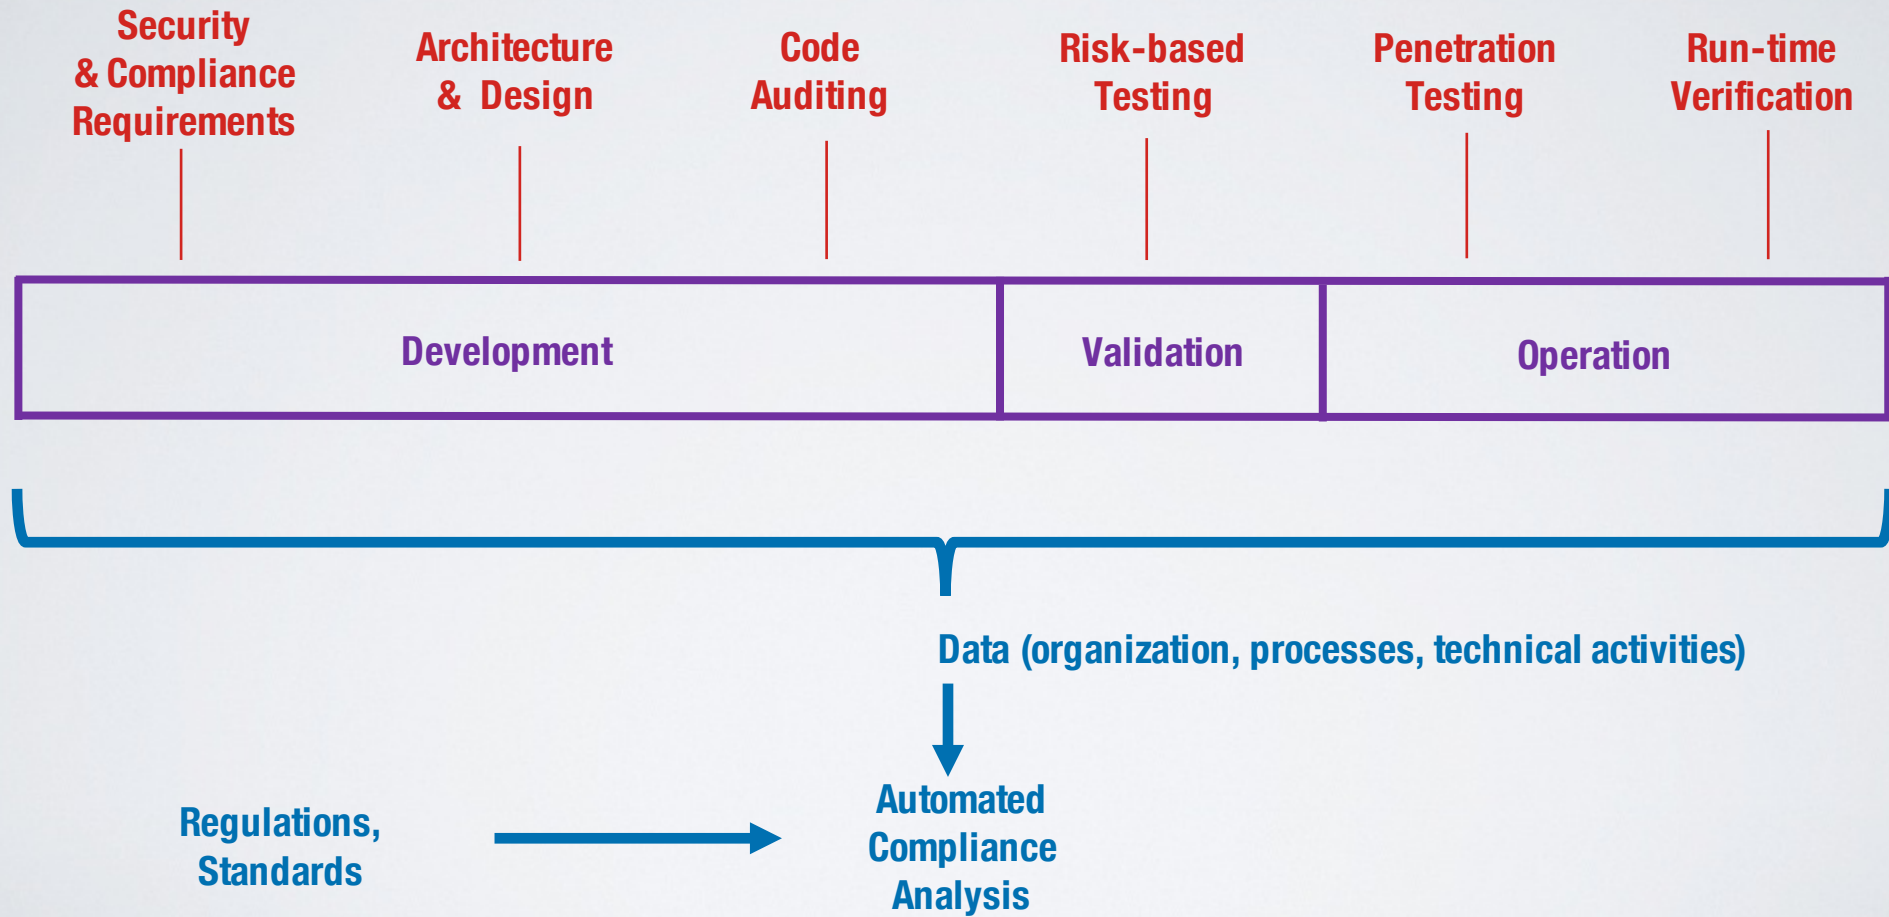 Security
& Compliance
Requirements
Architecture
& Design
Code
Auditing
Risk-based
Testing
Penetration
Testing
Run-time
Verification
Development
Validation
Operation
Data (organization, processes, technical activities)
Regulations,
Standards
Automated
Compliance
Analysis